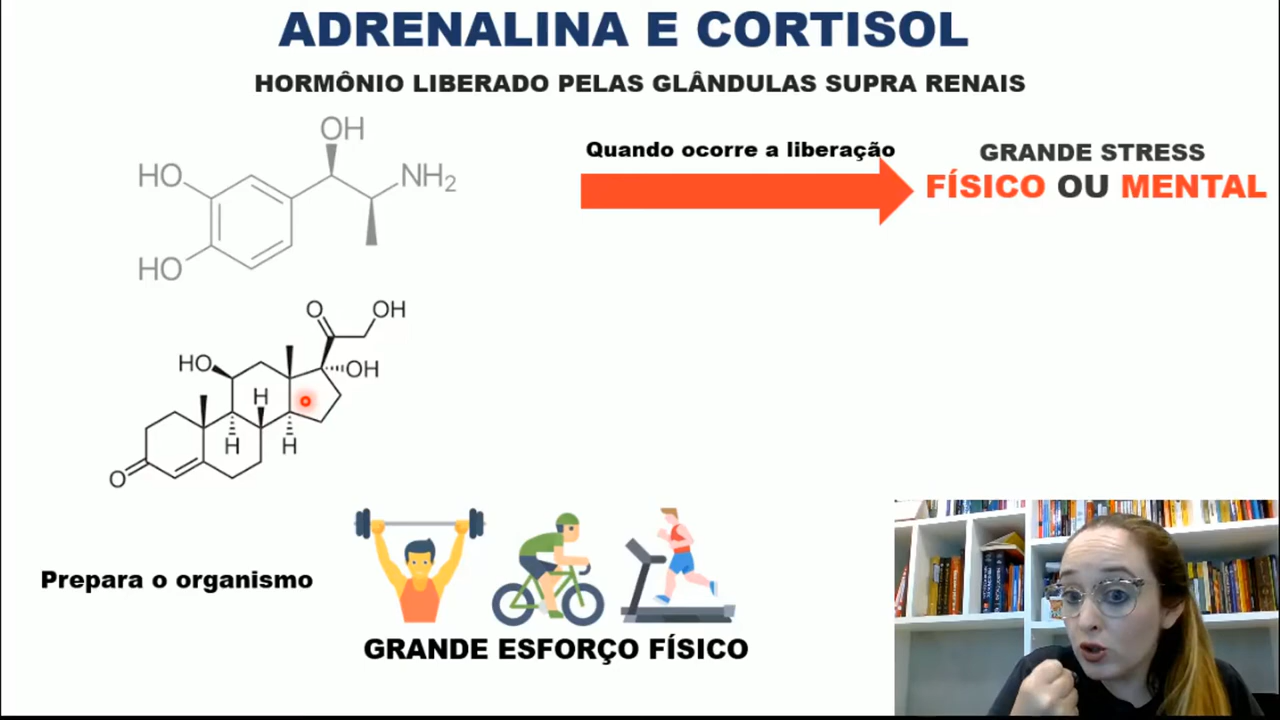 ADRENALINA E CORTISOL
HORMÔNIO LIBERADO PELAS GLÂNDULAS SUPRA RENAIS
OH
HO
NH2
HO
Quando ocorre a liberação
GRANDE STRESS
FÍSICO OU MENTAL
O
OH
HO
OH
H
H
H
O
Prepara o organismo
GRANDE ESFORÇO FÍSICO